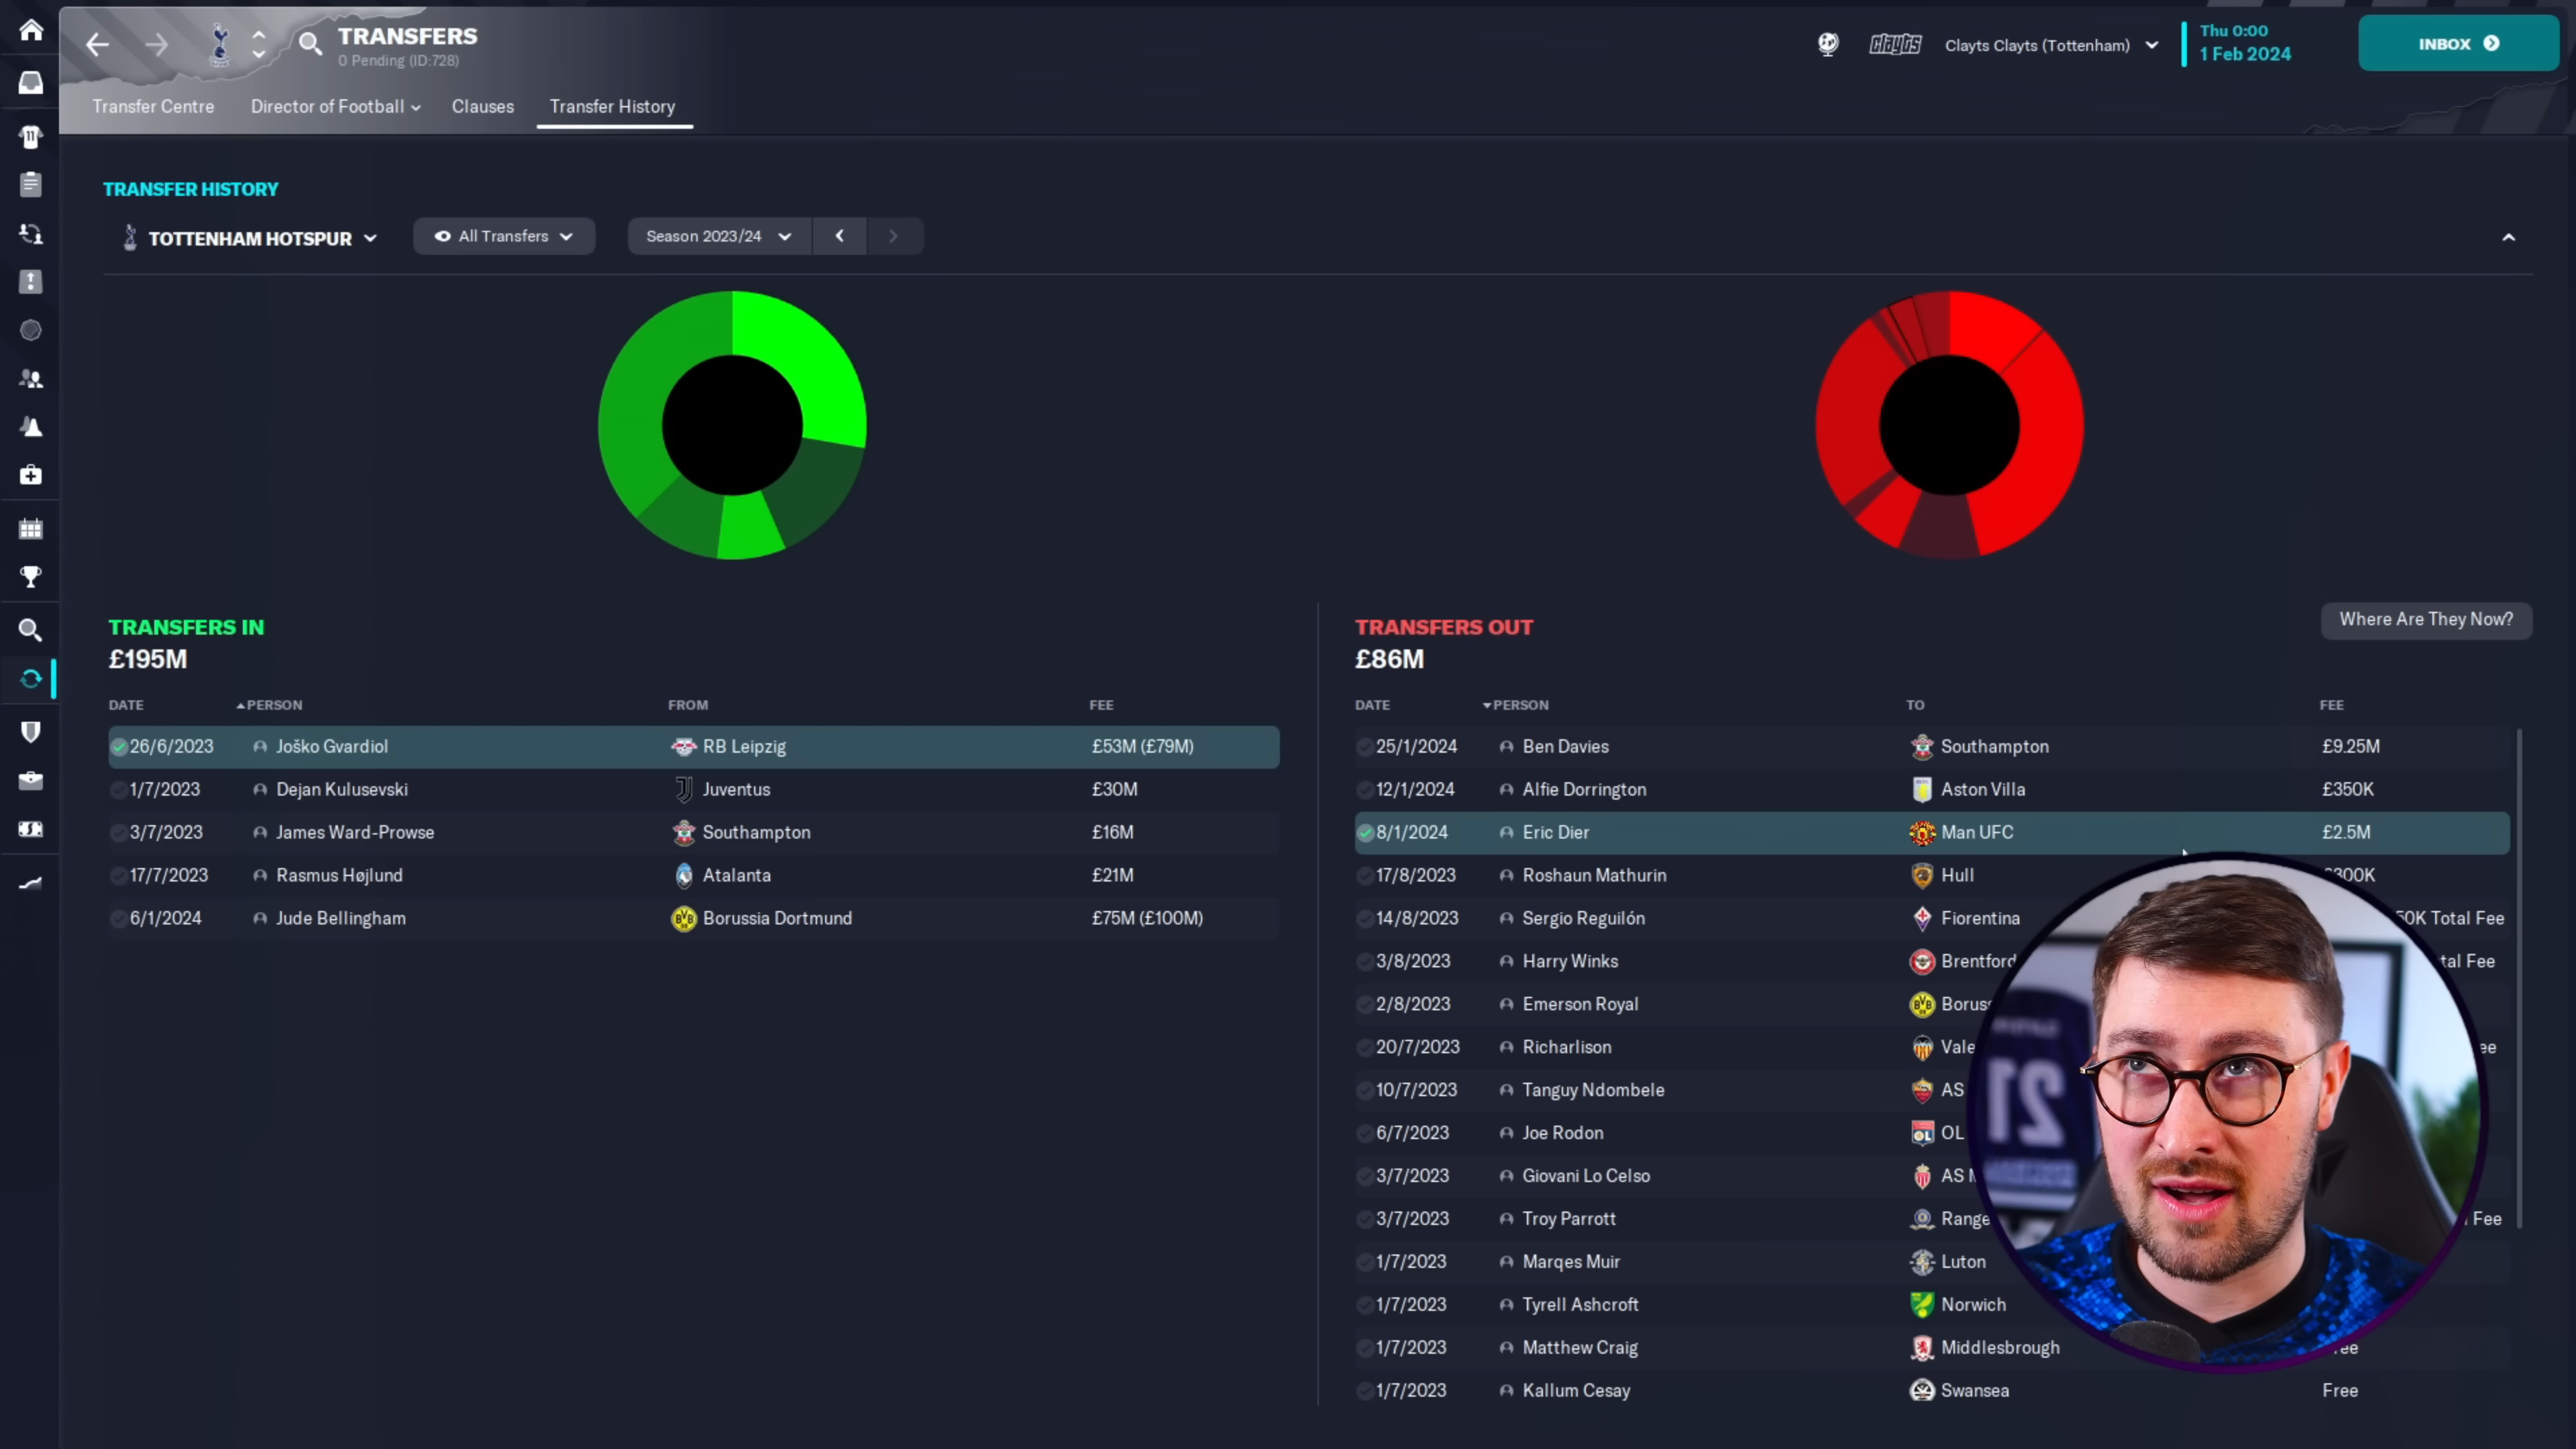 TRANSFERS
0 Pending (ID:728)
Clayts
Clayts Clayts (Tottenham)
Thu 0:00
1 Feb 2024
INBOX
Transfer Centre
Director of Football
Clauses
Transfer History
TRANSFER HISTORY
TOTTENHAM HOTSPUR
All Transfers
Season 2023/24
TRANSFERS IN
£195M
DATE PERSON FROM FEE
26/6/2023 Joško Gvardiol RB Leipzig £53M (£79M)
1/7/2023 Dejan Kulusevski Juventus £30M
3/7/2023 James Ward-Prowse Southampton £16M
17/7/2023 Rasmus Højlund Atalanta £21M
6/1/2024 Jude Bellingham Borussia Dortmund £75M (£100M)
TRANSFERS OUT
£86M
Where Are They Now?
DATE PERSON TO FEE
25/1/2024 Ben Davies Southampton £9.25M
12/1/2024 Alfie Dorrington Aston Villa £350K
8/1/2024 Eric Dier Man UFC £2.5M
17/8/2023 Roshaun Mathurin Hull
14/8/2023 Sergio Reguilón Fiorentina 50K Total Fee
3/8/2023 Harry Winks Brentford Fee
2/8/2023 Emerson Royal
20/7/2023 Richarlison
10/7/2023 Tanguy Ndombele AS
6/7/2023 Joe Rodon OL
3/7/2023 Giovani Lo Celso AS
3/7/2023 Troy Parrott Fee
1/7/2023 Marqes Muir Luton
1/7/2023 Tyrell Ashcroft Norwich
1/7/2023 Matthew Craig Middlesbrough
1/7/2023 Kallum Cesay Swansea Free
21